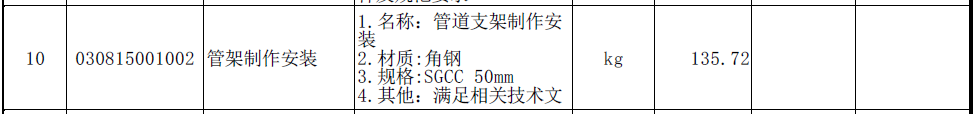 10 030815001002 管架制作安装 1.名称: 管道支架制作安
装
2.材质:角钢
3.规格:SGCC 50mm
4.其他: 满足相关技术文
kg 135.72